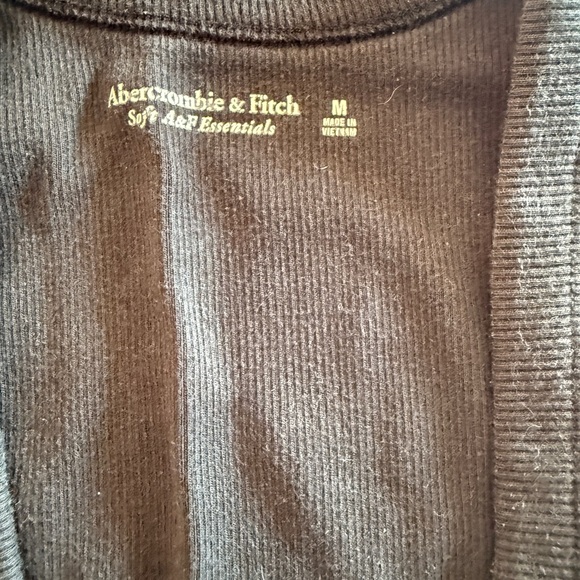 Abercrombie & Fitch
Soft A&F Essentials
M
MADE IN
VIETNAM